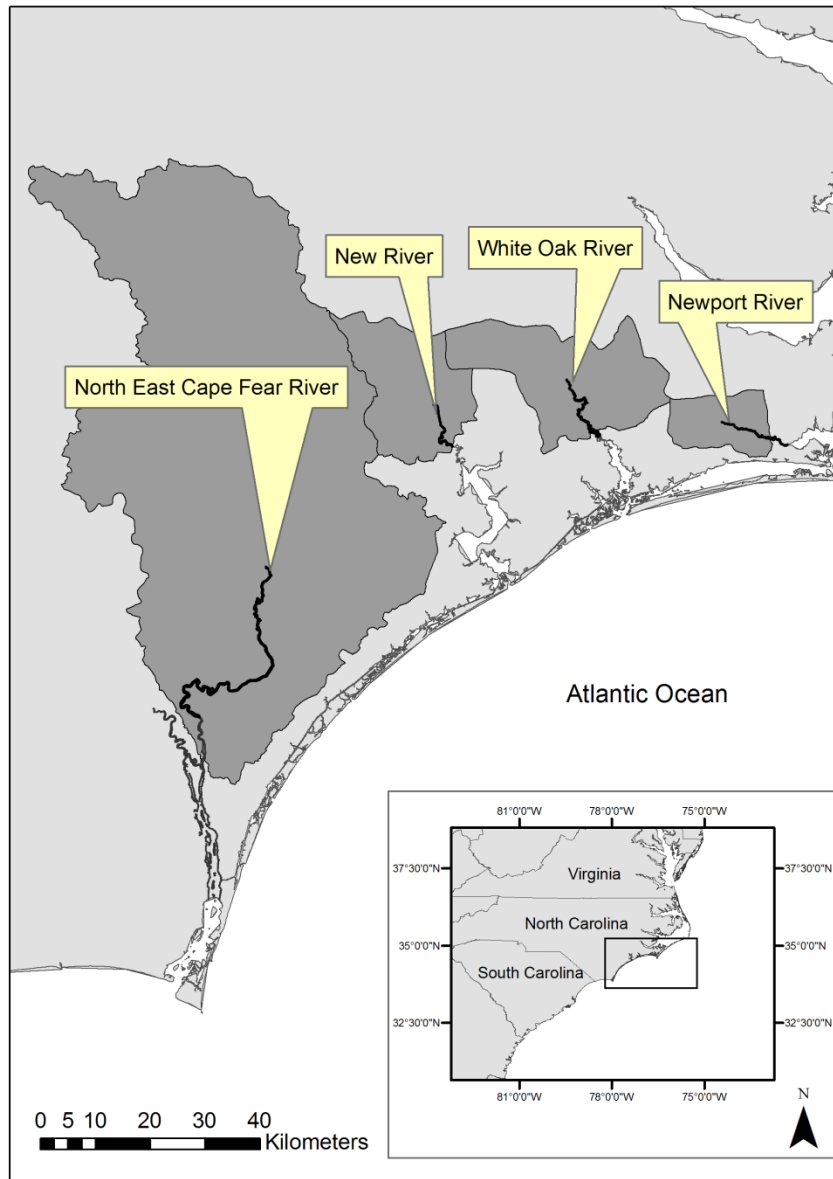 White Oak River
New River
Newport River
North East Cape Fear River
Atlantic Ocean
81°0'0"W 78°0'0"W 75°0'0"W
37°30'0"N 37°30'0"N
Virginia
North Carolina
35°0'0"N 35°0'0"N
South Carolina
32°30'0"N 32°30'0"N
81°0'0"W 78°0'0"W 75°0'0"W
N
0 5 10 20 30 40
Kilometers